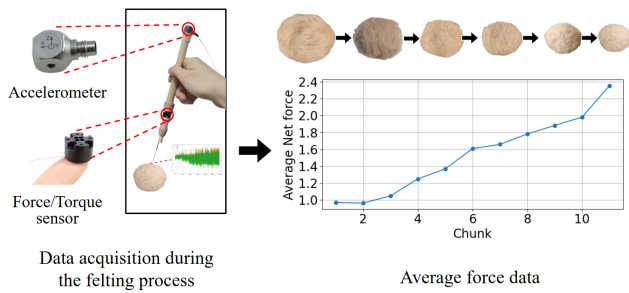 Accelerometer
Force/Torque
sensor
Data acquisition during
the felting process
2.4
2.2
2.0
1.8
1.6
1.4
1.2
1.0
Average Net force
2 4 6 8 10
Chunk
Average force data